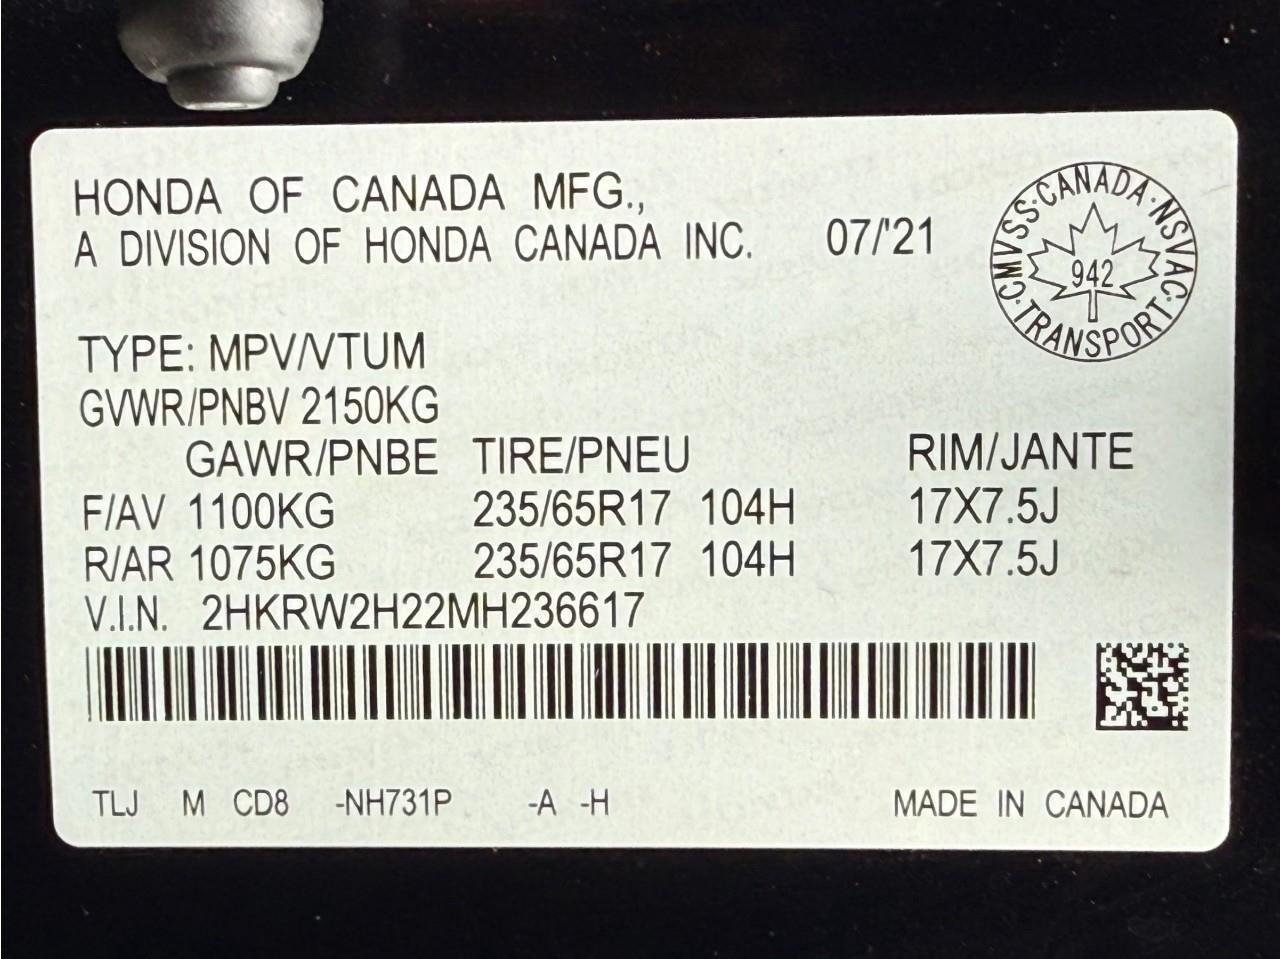 HONDA OF CANADA MFG.,
A DIVISION OF HONDA CANADA INC. 07/'21
CMVSS·CANADA·NSVAC·TRANSPORT·
942
TYPE: MPV/VTUM
GVWR/PNBV 2150KG
GAWR/PNBE TIRE/PNEU RIM/JANTE
F/AV 1100KG 235/65R17 104H 17X7.5J
R/AR 1075KG 235/65R17 104H 17X7.5J
V.I.N. 2HKRW2H22MH236617
TLJ M CD8 -NH731P -A -H MADE IN CANADA